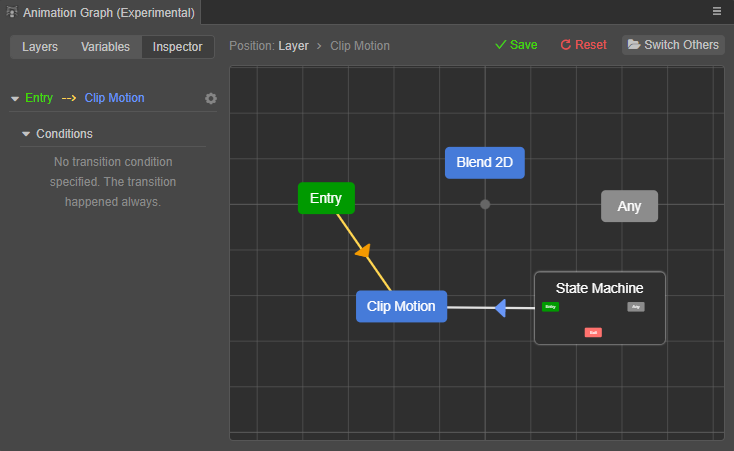 Animation Graph (Experimental)
Layers Variables Inspector
Position: Layer > Clip Motion
Save Reset Switch Others
Entry --> Clip Motion
Conditions
No transition condition
specified. The transition
happened always.
Blend 2D
Entry
Any
Clip Motion
State Machine
Entry
Any
Exit